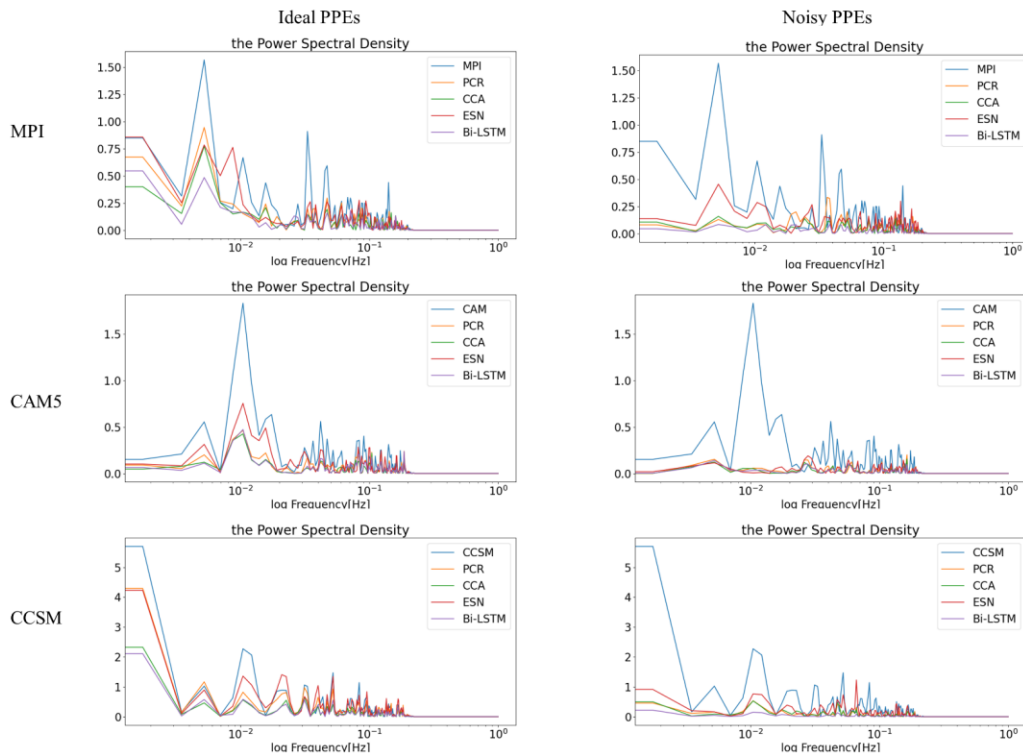 Ideal PPEs
Noisy PPEs
MPI
the Power Spectral Density
MPI
PCR
CCA
ESN
Bi-LSTM
1.50
1.25
1.00
0.75
0.50
0.25
0.00
10⁻²
10⁻¹
10⁰
log Frequency[Hz]
the Power Spectral Density
MPI
PCR
CCA
ESN
Bi-LSTM
1.50
1.25
1.00
0.75
0.50
0.25
0.00
10⁻²
10⁻¹
10⁰
log Frequency[Hz]
CAM5
the Power Spectral Density
CAM
PCR
CCA
ESN
Bi-LSTM
1.5
1.0
0.5
0.0
10⁻²
10⁻¹
10⁰
log Frequency[Hz]
the Power Spectral Density
CAM
PCR
CCA
ESN
Bi-LSTM
1.5
1.0
0.5
0.0
10⁻²
10⁻¹
10⁰
log Frequency[Hz]
CCSM
the Power Spectral Density
CCSM
PCR
CCA
ESN
Bi-LSTM
5
4
3
2
1
0
10⁻²
10⁻¹
10⁰
log Frequency[Hz]
the Power Spectral Density
CCSM
PCR
CCA
ESN
Bi-LSTM
5
4
3
2
1
0
10⁻²
10⁻¹
10⁰
log Frequency[Hz]